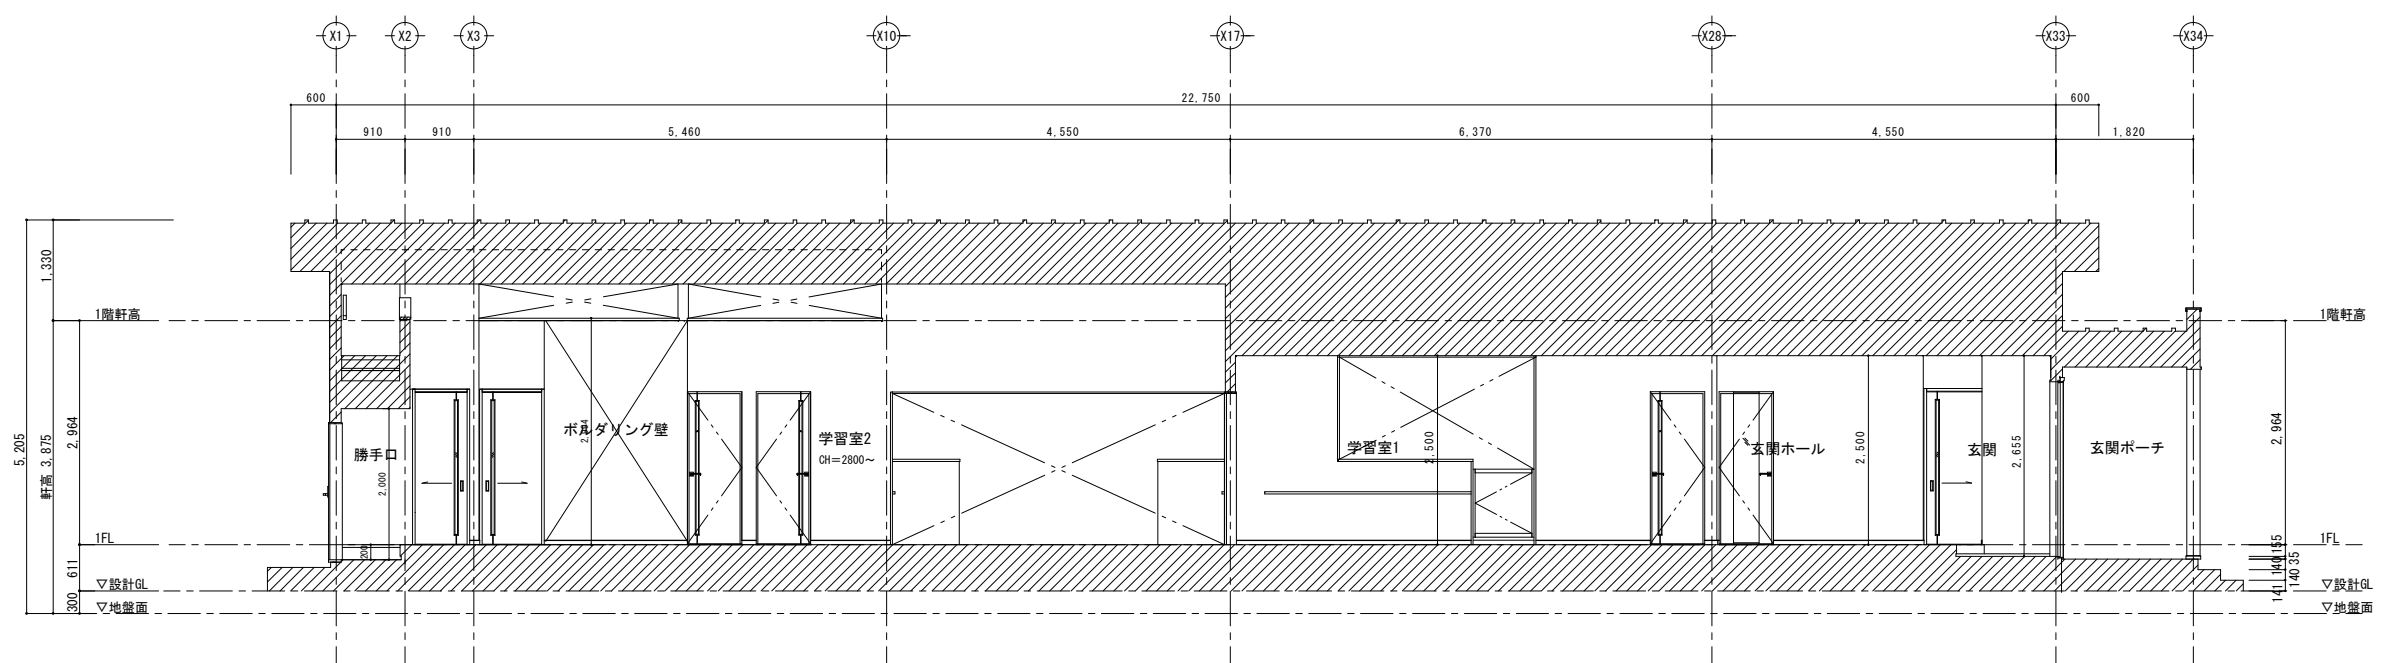 X1 X2 X3 X10 X17 X28 X33 X34
600 22,750 600
910 910 5,460 4,550 6,370 4,550 1,820
1階軒高 1階軒高
1,330
2,964
軒高 3,875
5,205
611
300
勝手口
2,000
200
ボルダリング壁
学習室2
CH=2800~
学習室1
2,500
玄関ホール
2,500
玄関
2,655
玄関ポーチ
2,964
155
35
140
140
141
1FL 1FL
▽設計GL ▽設計GL
▽地盤面 ▽地盤面